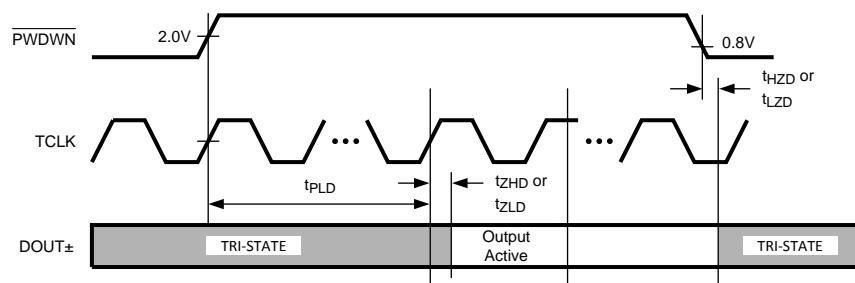 PWDWN
2.0V
0.8V
tHZD or
tLZD
TCLK
tPLD
tZHD or
tZLD
DOUT±
TRI-STATE
Output
Active
TRI-STATE